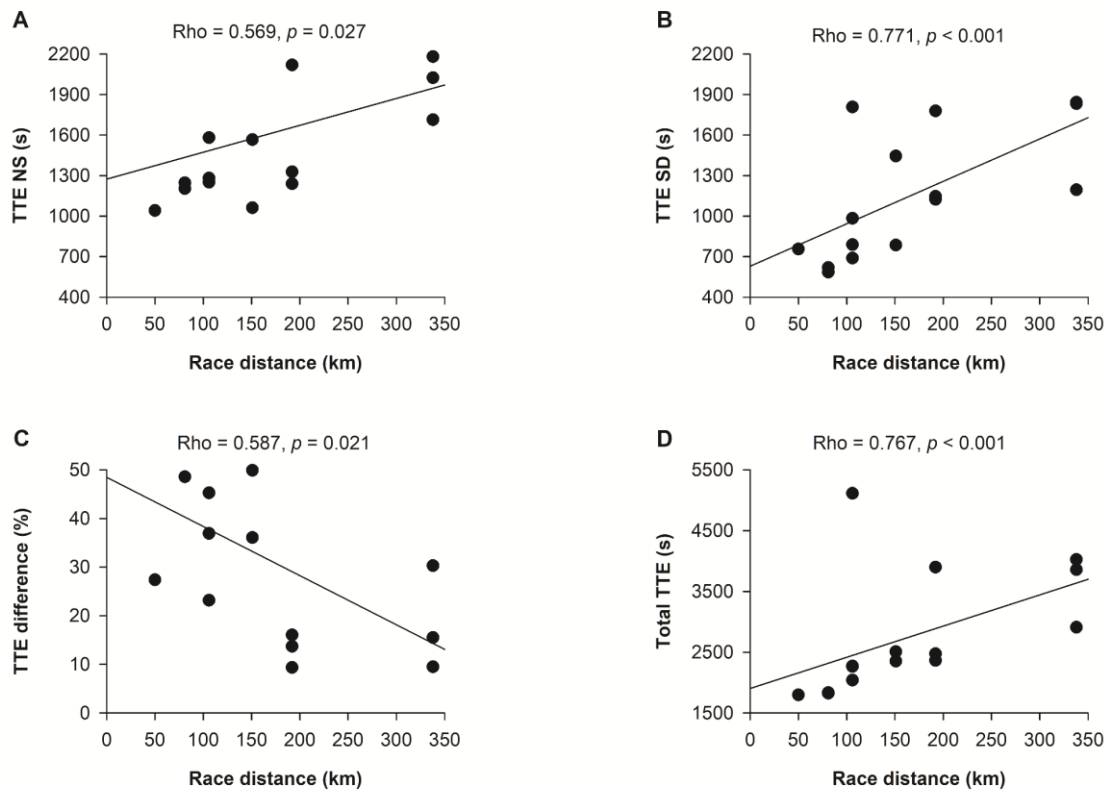 A
Rho = 0.569, p = 0.027
TTE NS (s)
2200
1900
1600
1300
1000
700
400
0 50 100 150 200 250 300 350
Race distance (km)
B
Rho = 0.771, p < 0.001
TTE SD (s)
2200
1900
1600
1300
1000
700
400
0 50 100 150 200 250 300 350
Race distance (km)
C
Rho = 0.587, p = 0.021
TTE difference (%)
50
40
30
20
10
0
0 50 100 150 200 250 300 350
Race distance (km)
D
Rho = 0.767, p < 0.001
Total TTE (s)
5500
4500
3500
2500
1500
0 50 100 150 200 250 300 350
Race distance (km)